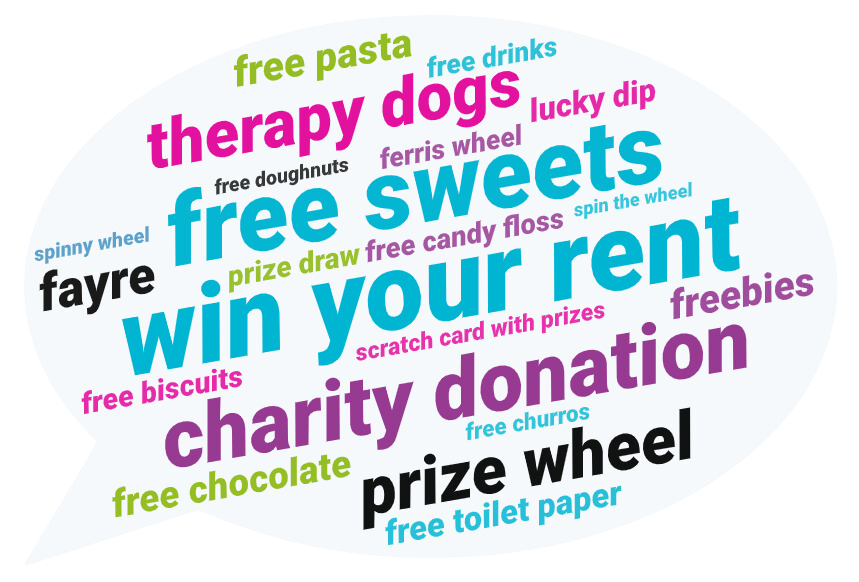 free pasta
free drinks
therapy dogs
lucky dip
ferris wheel
free doughnuts
free sweets
spin the wheel
spinny wheel
free candy floss
prize draw
fayre
win your rent
freebies
scratch card with prizes
free biscuits
charity donation
free churros
prize wheel
free chocolate
free toilet paper